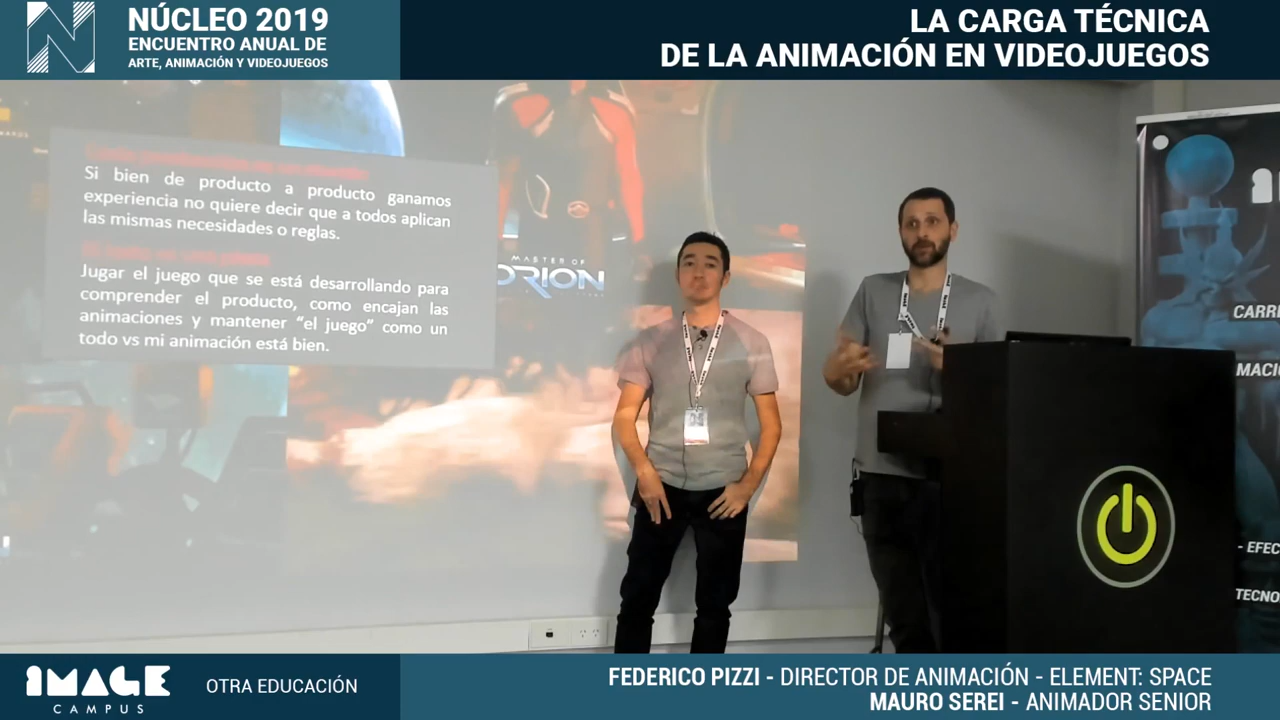 NÚCLEO 2019
ENCUENTRO ANUAL DE
ARTE, ANIMACIÓN Y VIDEOJUEGOS
LA CARGA TÉCNICA
DE LA ANIMACIÓN EN VIDEOJUEGOS
Si bien de producto a producto ganamos
experiencia no quiere decir que a todos aplican
las mismas necesidades o reglas.
Jugar el juego que se está desarrollando para
comprender el producto, como encajan las
animaciones y mantener “el juego” como un
todo vs mi animación está bien.
MASTER OF
ORION
CARRE
MACIÓ
- EFEC
TECNO
IMAGE
CAMPUS
OTRA EDUCACIÓN
FEDERICO PIZZI - DIRECTOR DE ANIMACIÓN - ELEMENT: SPACE
MAURO SEREI - ANIMADOR SENIOR